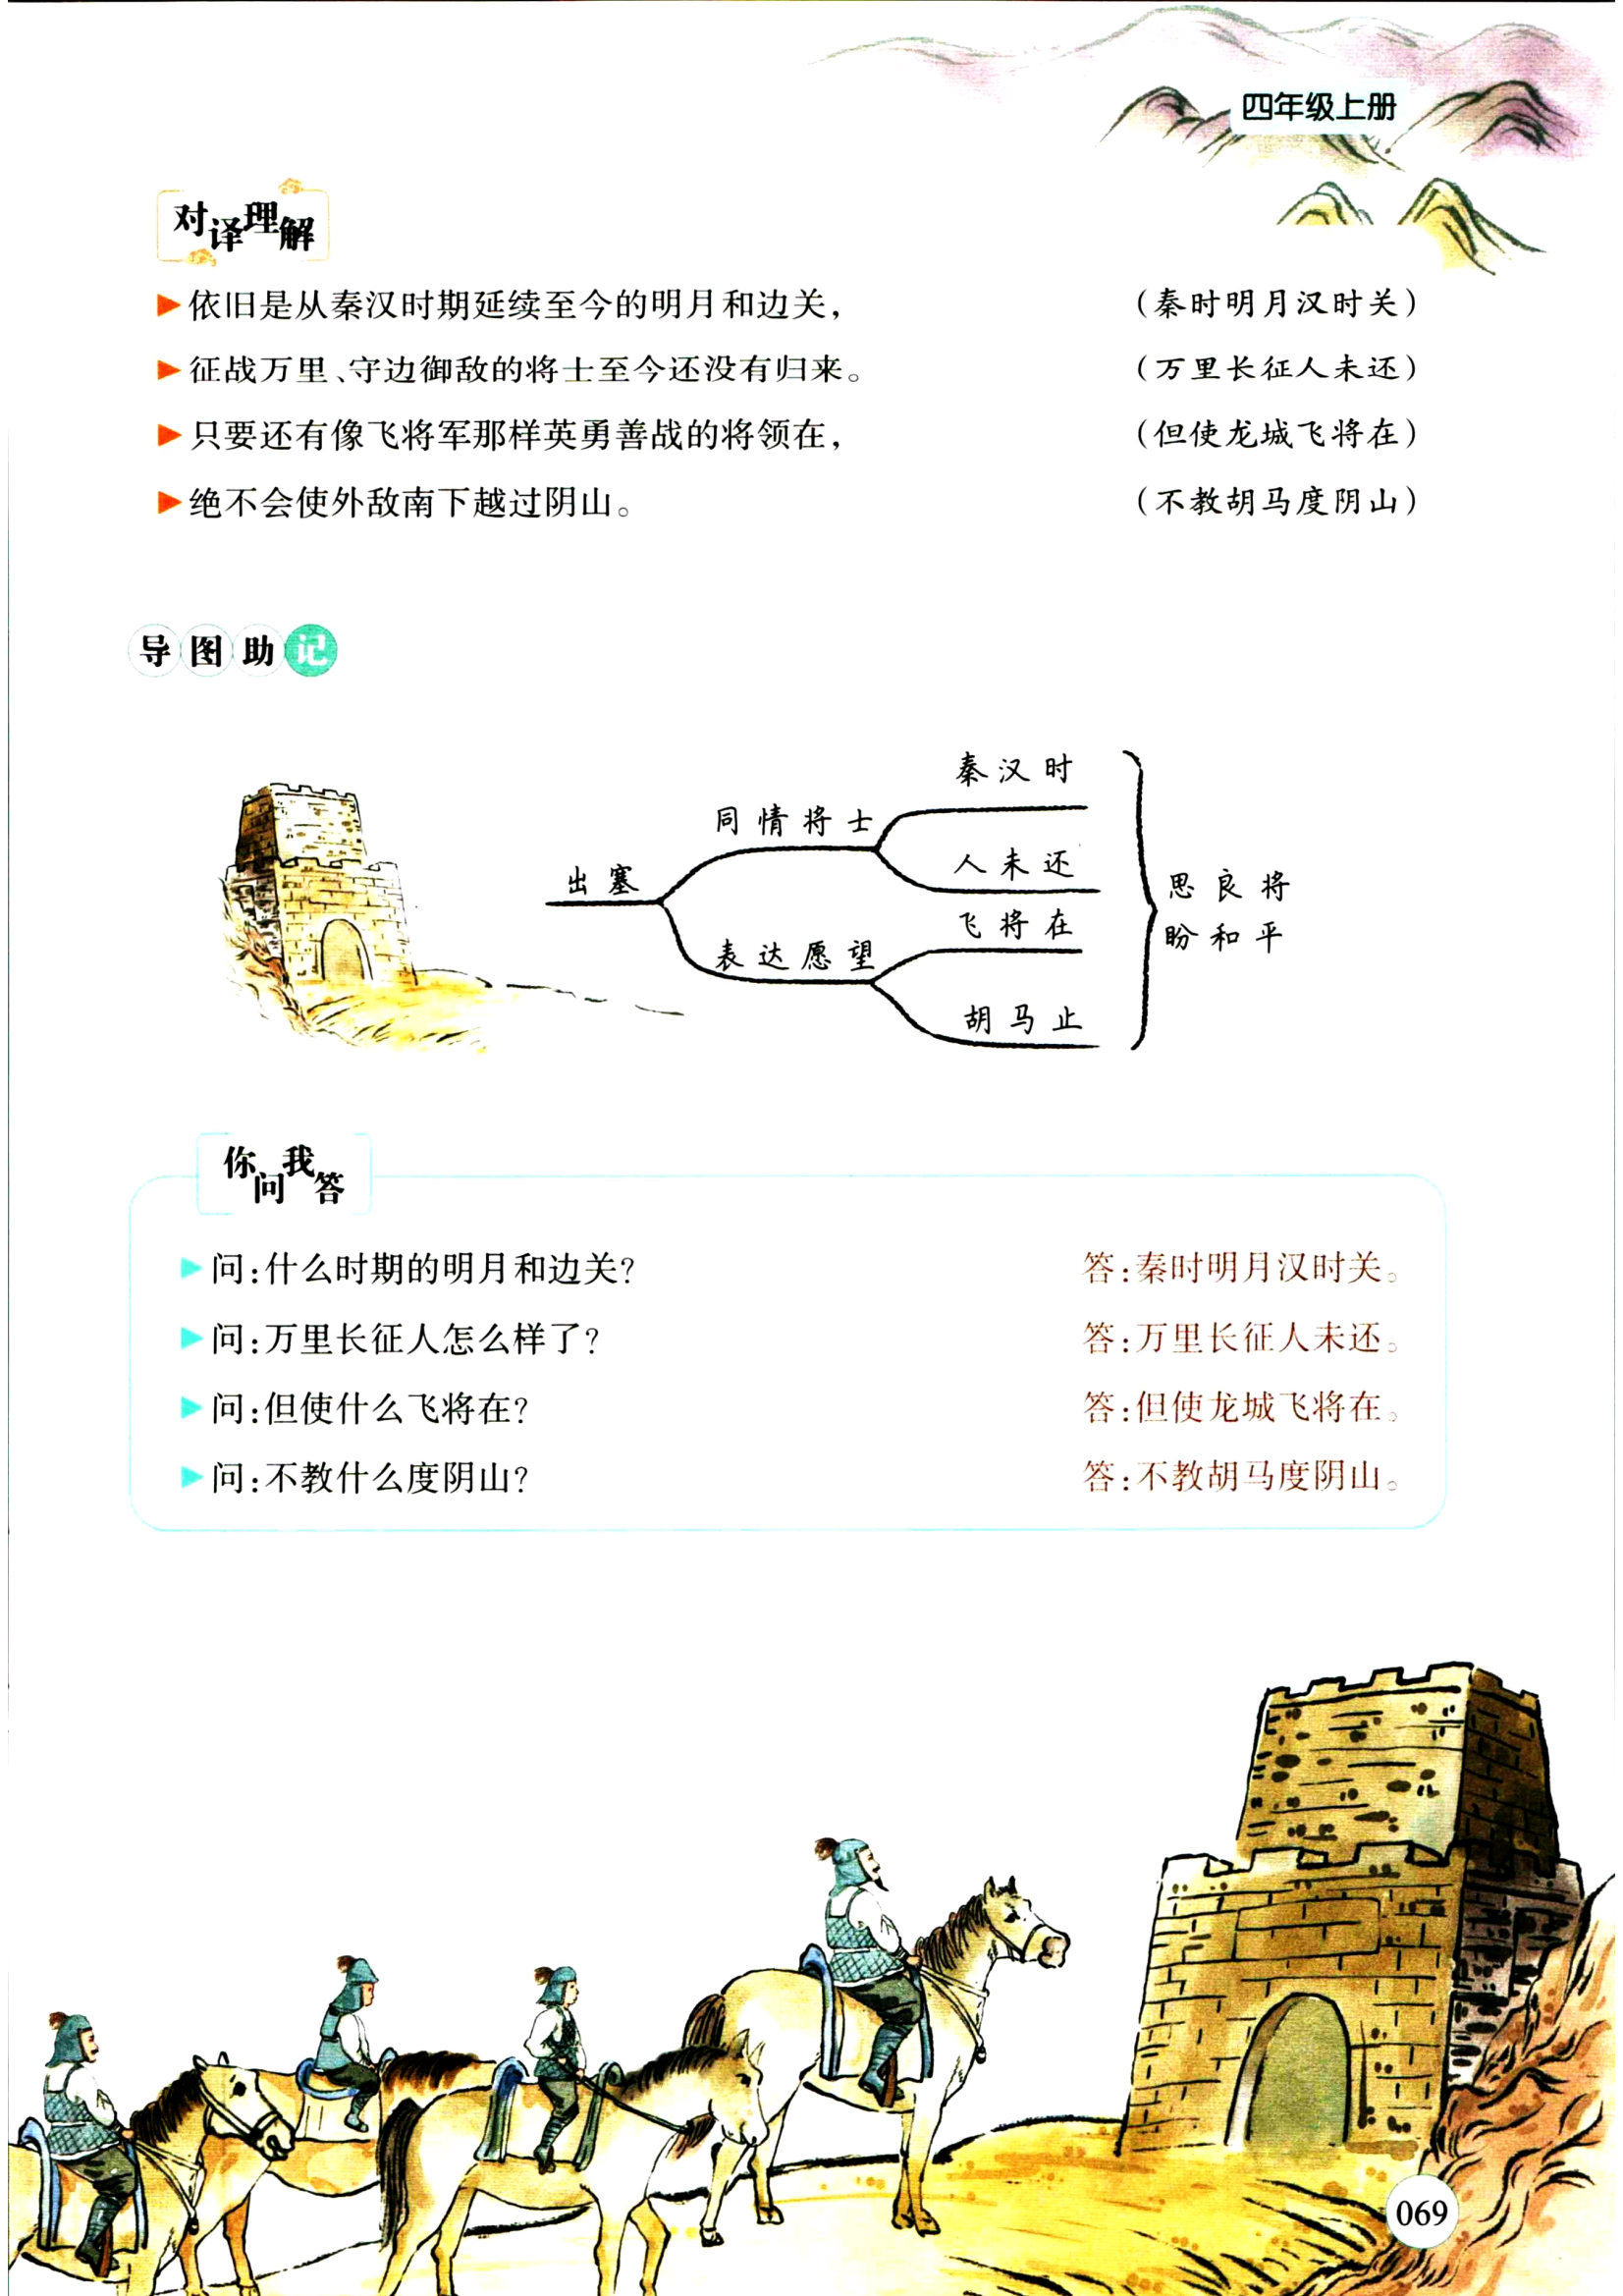 四年级上册
对译理解
依旧是从秦汉时期延续至今的明月和边关，
（秦时明月汉时关）
征战万里、守边御敌的将士至今还没有归来。
（万里长征人未还）
只要还有像飞将军那样英勇善战的将领在，
（但使龙城飞将在）
绝不会使外敌南下越过阴山。
（不教胡马度阴山）
导图助记
出塞
同情将士
秦汉时
人未还
表达愿望
飞将在
胡马止
思良将
盼和平
你问我答
问：什么时期的明月和边关？
答：秦时明月汉时关。
问：万里长征人怎么样了？
答：万里长征人未还。
问：但使什么飞将在？
答：但使龙城飞将在。
问：不教什么度阴山？
答：不教胡马度阴山。
069